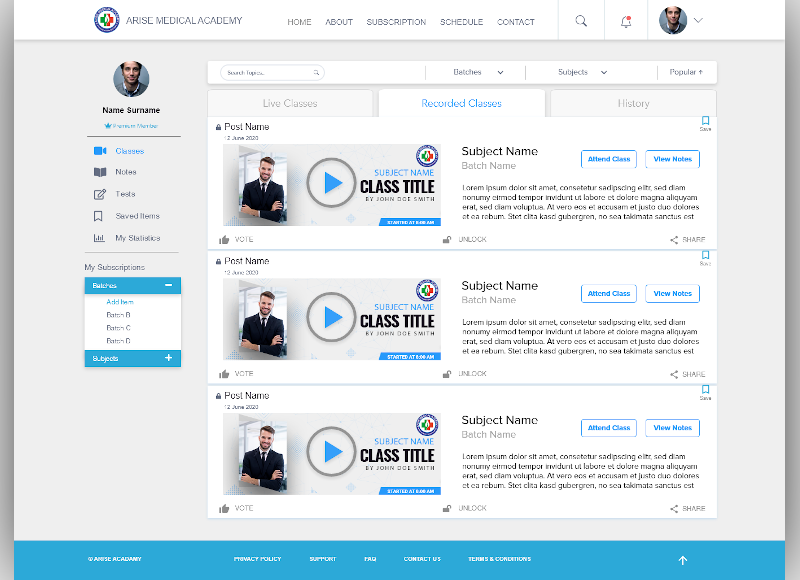 ARISE MEDICAL ACADEMY
HOME ABOUT SUBSCRIPTION SCHEDULE CONTACT
Name Surname
Premium Member
Classes
Notes
Tests
Saved Items
My Statistics
My Subscriptions
Batches
Add Item
Batch B
Batch C
Batch D
Subjects
Search Topics.
Batches Subjects Popular
Live Classes Recorded Classes History
Post Name
Save
12 June 2020
SUBJECT NAME
CLASS TITLE
BY JOHN DOE SMITH
STARTED AT 8:00 AM
Subject Name
Batch Name
Attend Class View Notes
Lorem ipsum dolor sit amet, consetetur sadipscing elitr, sed diam
nonumy eirmod tempor invidunt ut labore et dolore magna aliquyam
erat, sed diam voluptua. At vero eos et accusam et justo duo dolores
et ea rebum. Stet clita kasd gubergren, no sea takimata sanctus est
VOTE UNLOCK SHARE
Post Name
Save
12 June 2020
SUBJECT NAME
CLASS TITLE
BY JOHN DOE SMITH
STARTED AT 8:00 AM
Subject Name
Batch Name
Attend Class View Notes
Lorem ipsum dolor sit amet, consetetur sadipscing elitr, sed diam
nonumy eirmod tempor invidunt ut labore et dolore magna aliquyam
erat, sed diam voluptua. At vero eos et accusam et justo duo dolores
et ea rebum. Stet clita kasd gubergren, no sea takimata sanctus est
VOTE UNLOCK SHARE
Post Name
Save
12 June 2020
SUBJECT NAME
CLASS TITLE
BY JOHN DOE SMITH
STARTED AT 8:00 AM
Subject Name
Batch Name
Attend Class View Notes
Lorem ipsum dolor sit amet, consetetur sadipscing elitr, sed diam
nonumy eirmod tempor invidunt ut labore et dolore magna aliquyam
erat, sed diam voluptua. At vero eos et accusam et justo duo dolores
et ea rebum. Stet clita kasd gubergren, no sea takimata sanctus est
VOTE UNLOCK SHARE
© ARISE ACADAMY PRIVACY POLICY SUPPORT FAQ CONTACT US TERMS & CONDITIONS